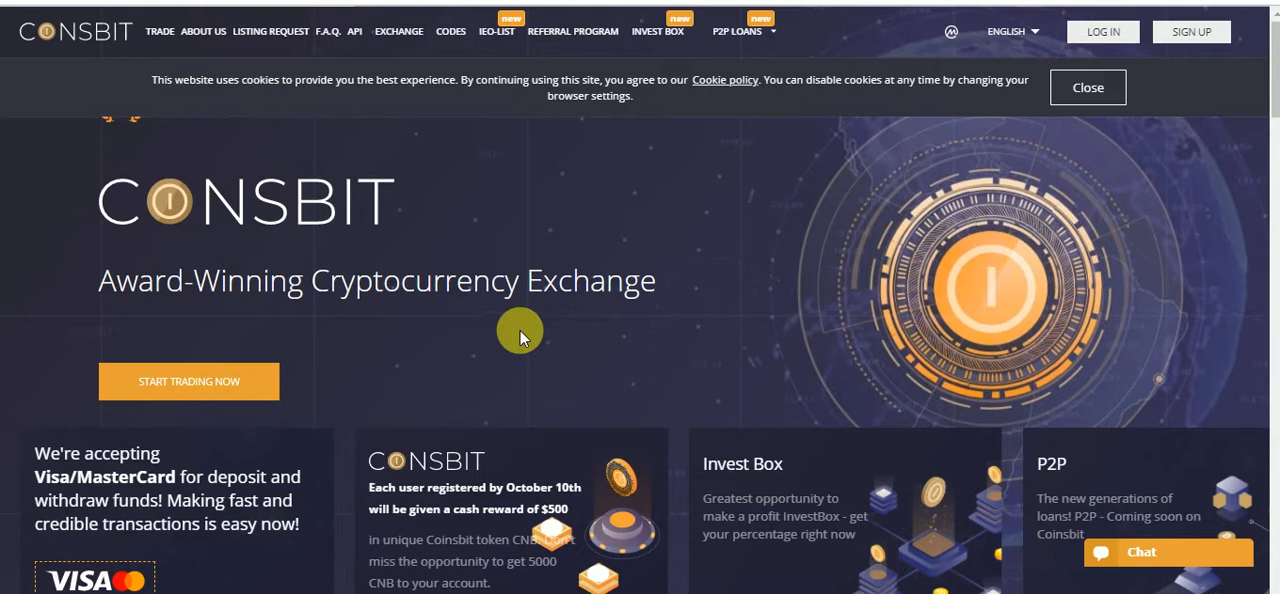 new new new
CONSBIT TRADE ABOUT US LISTING REQUEST F.A.Q. API EXCHANGE CODES IEO-LIST REFERRAL PROGRAM INVEST BOX P2P LOANS ENGLISH LOG IN SIGN UP
This website uses cookies to provide you the best experience. By continuing using this site, you agree to our Cookie policy. You can disable cookies at any time by changing your
browser settings.
Close
CONSBIT
Award-Winning Cryptocurrency Exchange
START TRADING NOW
We're accepting
Visa/MasterCard for deposit and
withdraw funds! Making fast and
credible transactions is easy now!
VISA
CONSBIT
Each user registered by October 10th
will be given a cash reward of $500
in unique Coinsbit token CNB. Don't
miss the opportunity to get 5000
CNB to your account.
Invest Box
Greatest opportunity to
make a profit InvestBox - get
your percentage right now
P2P
The new generations of
loans! P2P - Coming soon on
Coinsbit
Chat